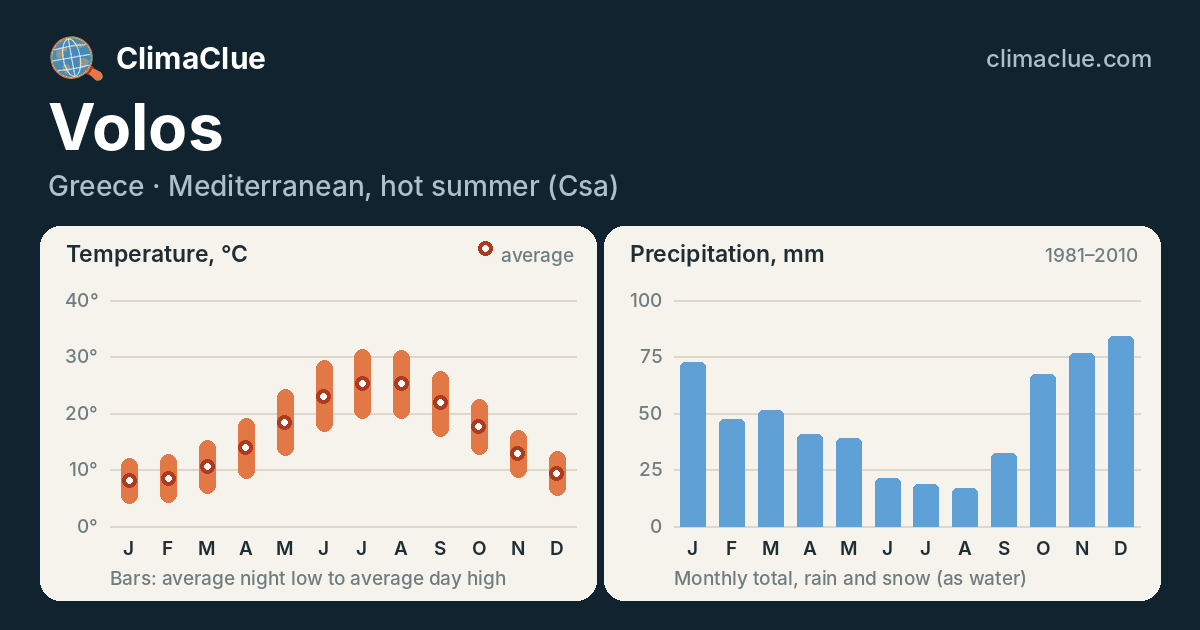 ClimaClue
climaclue.com
Volos
Greece · Mediterranean, hot summer (Csa)
Temperature, °C
average
40°
30°
20°
10°
0°
J F M A M J J A S O N D
Bars: average night low to average day high
Precipitation, mm
1981–2010
100
75
50
25
0
J F M A M J J A S O N D
Monthly total, rain and snow (as water)